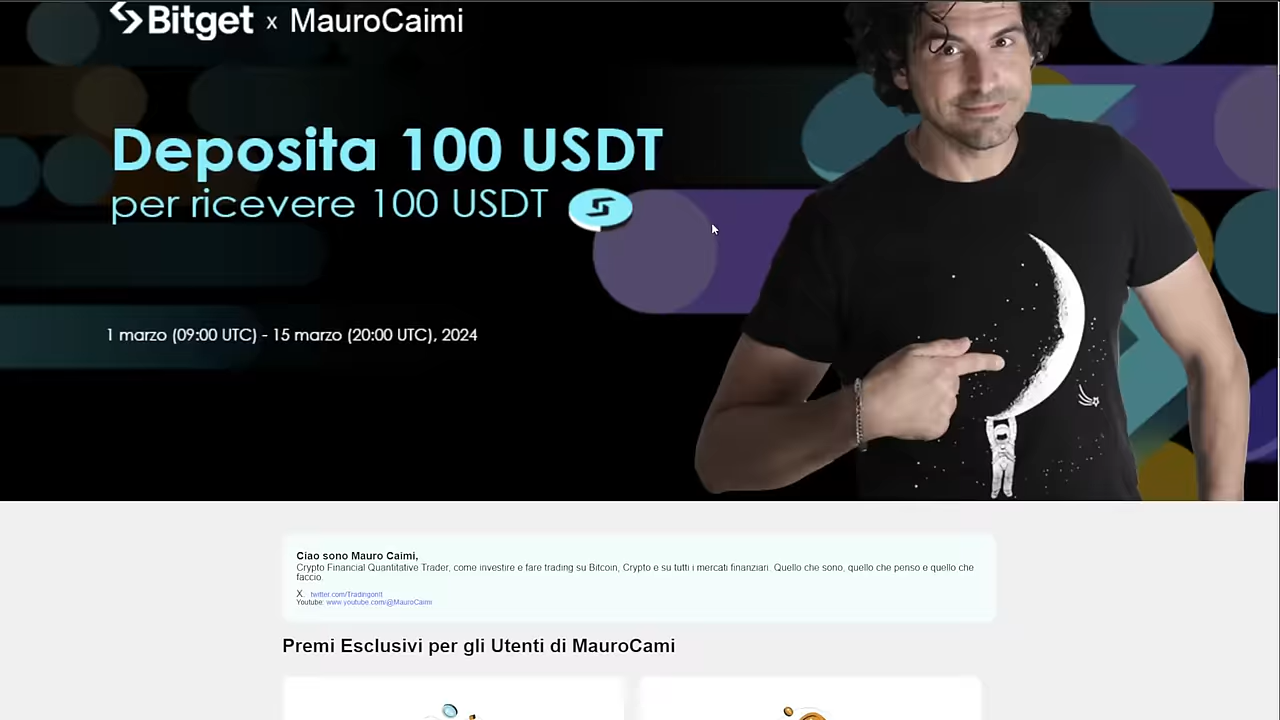 Bitget x MauroCaimi
Deposita 100 USDT
per ricevere 100 USDT
1 marzo (09:00 UTC) - 15 marzo (20:00 UTC), 2024
Ciao sono Mauro Caimi,
Crypto Financial Quantitative Trader, come investire e fare trading su Bitcoin, Crypto e su tutti i mercati finanziari. Quello che sono, quello che penso e quello che
faccio.
X. twitter.com/TradingonIt
Youtube: www.youtube.com/@MauroCaimi
Premi Esclusivi per gli Utenti di MauroCami